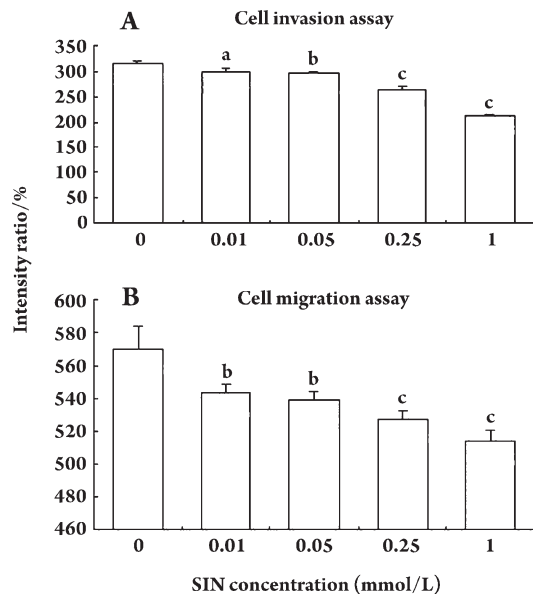 A
Cell invasion assay
350
300
250
200
150
100
50
0
a
b
c
c
0 0.01 0.05 0.25 1
Intensity ratio/%
B
Cell migration assay
600
580
560
540
520
500
480
460
b
b
c
c
0 0.01 0.05 0.25 1
SIN concentration (mmol/L)